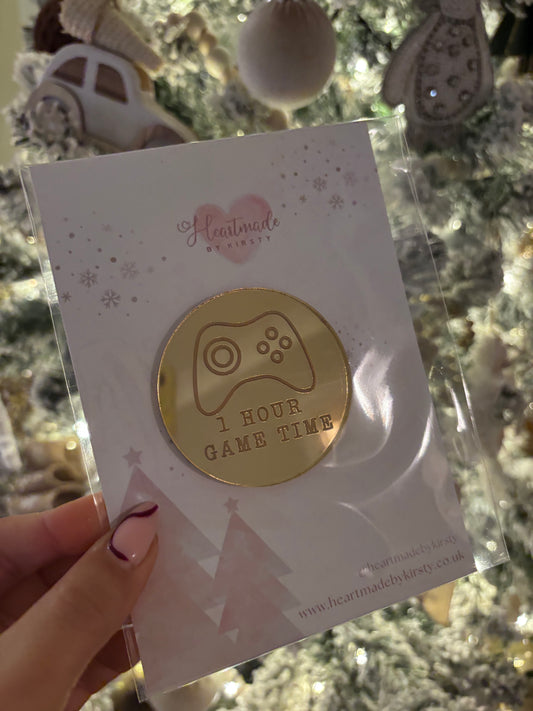 Heartmade
BY KIRSTY
1 HOUR
GAME TIME
@heartmadebykirsty
www.heartmadebykirsty.co.uk